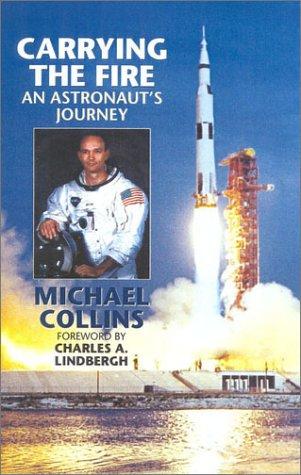 CARRYING
THE FIRE
AN ASTRONAUT'S
JOURNEY
MICHAEL
COLLINS
FOREWORD BY
CHARLES A.
LINDBERGH